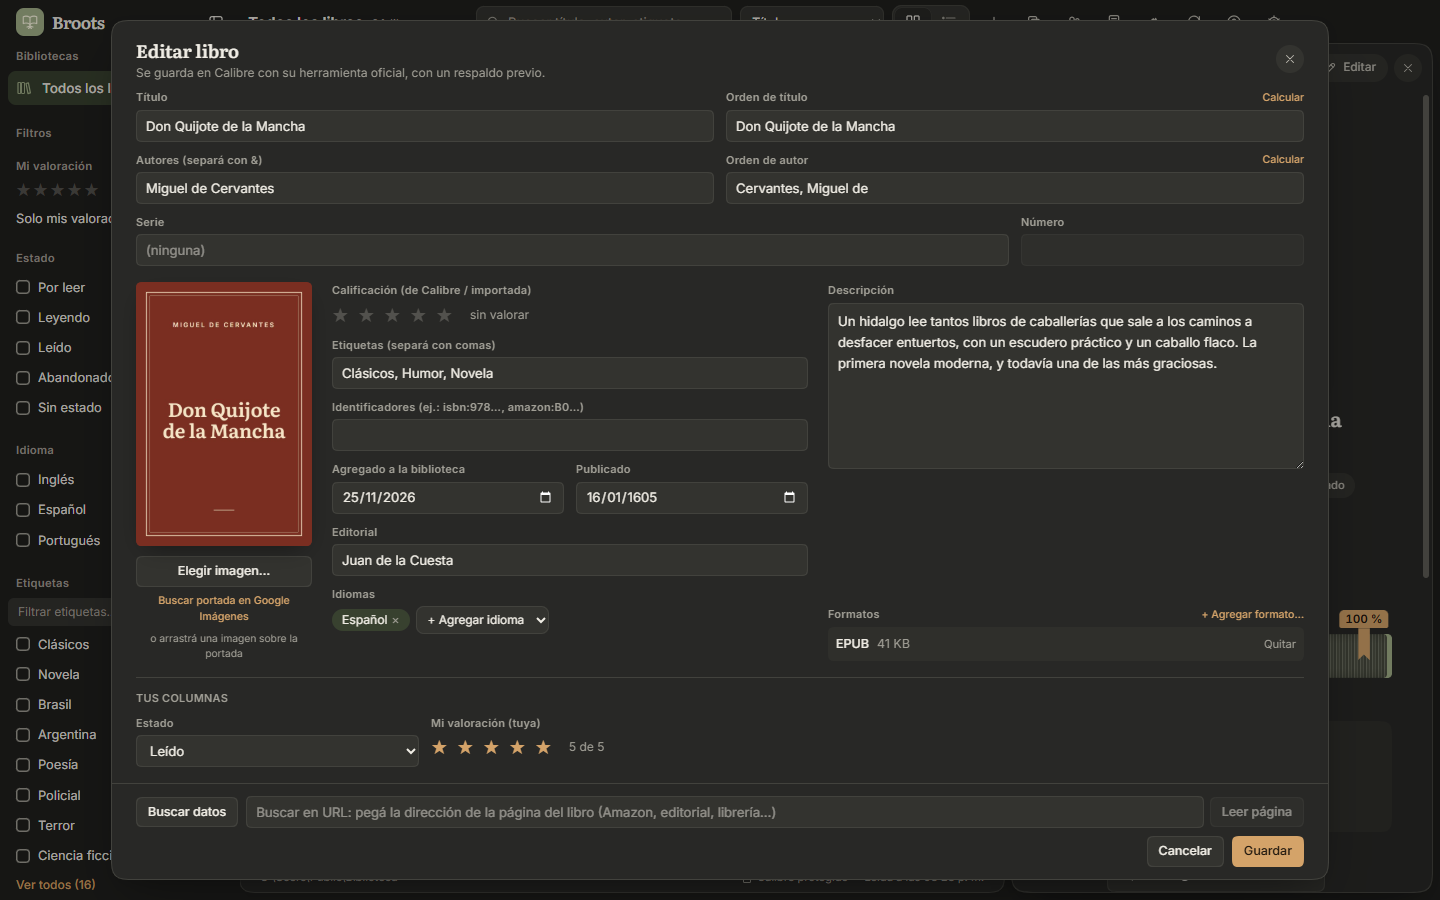 Broots
Bibliotecas
Todos los l
Filtros
Mi valoración
Solo mis valorac
Estado
Por leer
Leyendo
Leído
Abandonado
Sin estado
Idioma
Inglés
Español
Portugués
Etiquetas
Filtrar etiquetas.
Clásicos
Novela
Brasil
Argentina
Poesía
Policial
Terror
Ciencia ficci
Ver todos (16)
Editar libro
Se guarda en Calibre con su herramienta oficial, con un respaldo previo.
Título
Don Quijote de la Mancha
Orden de título
Calcular
Don Quijote de la Mancha
Autores (separá con &)
Miguel de Cervantes
Orden de autor
Calcular
Cervantes, Miguel de
Serie
(ninguna)
Número
MIGUEL DE CERVANTES
Don Quijote
de la Mancha
Elegir imagen...
Buscar portada en Google
Imágenes
o arrastrá una imagen sobre la
portada
Calificación (de Calibre / importada)
sin valorar
Etiquetas (separá con comas)
Clásicos, Humor, Novela
Identificadores (ej.: isbn:978..., amazon:B0...)
Agregado a la biblioteca
25/11/2026
Publicado
16/01/1605
Editorial
Juan de la Cuesta
Idiomas
Español ×
+ Agregar idioma
Descripción
Un hidalgo lee tantos libros de caballerías que sale a los caminos a
desfacer entuertos, con un escudero práctico y un caballo flaco. La
primera novela moderna, y todavía una de las más graciosas.
Formatos
+ Agregar formato...
EPUB 41 KB
Quitar
TUS COLUMNAS
Estado
Leído
Mi valoración (tuya)
5 de 5
Buscar datos
Buscar en URL: pegá la dirección de la página del libro (Amazon, editorial, librería...)
Leer página
Cancelar
Guardar
Editar
100 %